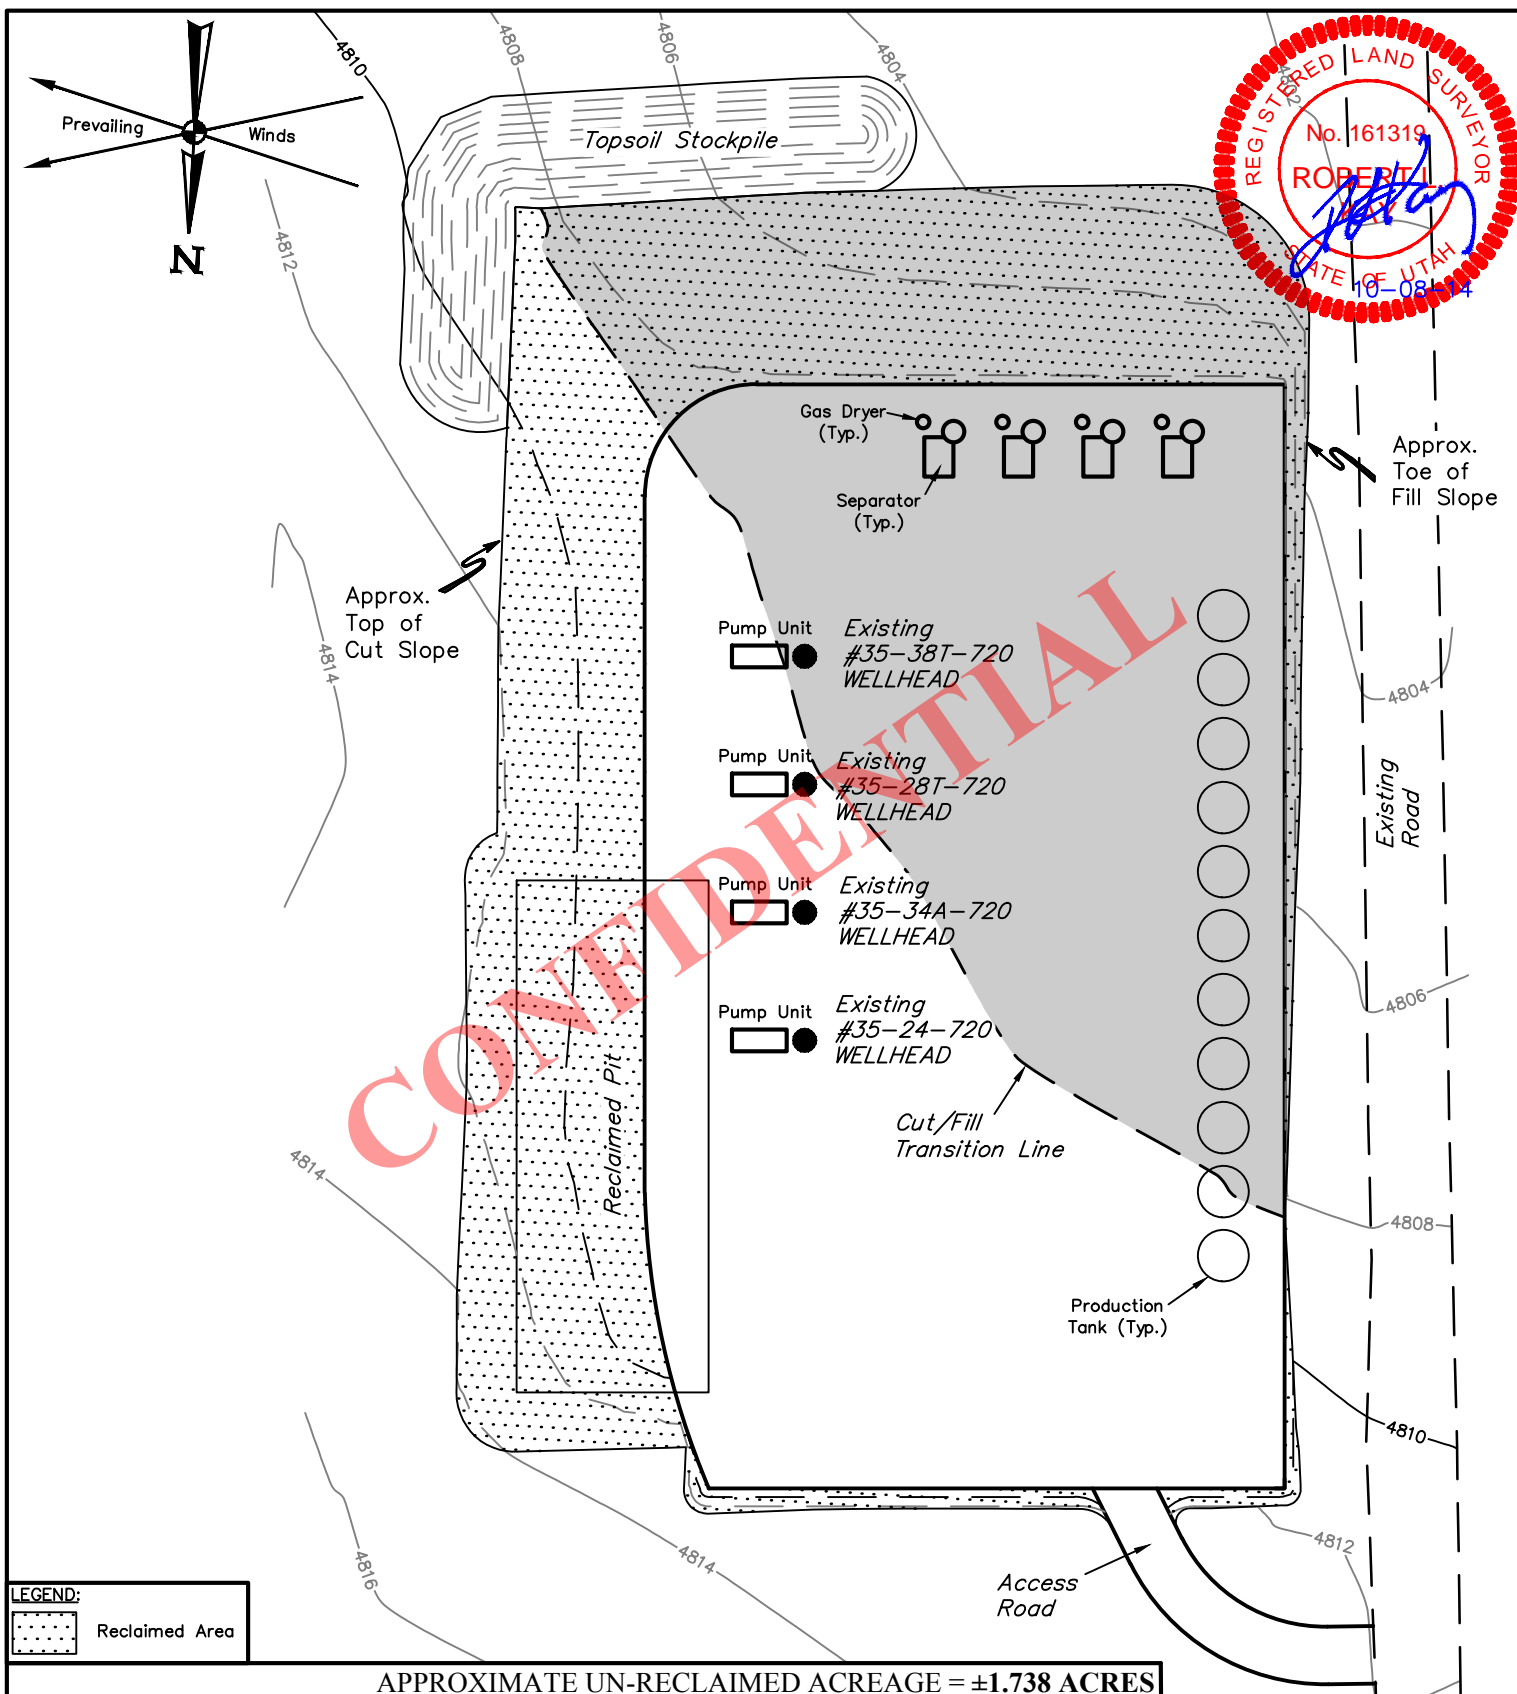 4810
4808
4806
4804
4802
REGISTERED LAND SURVEYOR
No. 161319
ROBERT L.
STATE OF UTAH
10-08-14
Prevailing
Winds
N
Topsoil Stockpile
4812
Gas Dryer
(Typ.)
Separator
(Typ.)
Approx.
Toe of
Fill Slope
Approx.
Top of
Cut Slope
4814
Pump Unit
Existing
#35-38T-720
WELLHEAD
4804
Pump Unit
Existing
#35-28T-720
WELLHEAD
Existing
Road
Pump Unit
Existing
#35-34A-720
WELLHEAD
4806
Pump Unit
Existing
#35-24-720
WELLHEAD
CONFIDENTIAL
Reclaimed Pit
Cut/Fill
Transition Line
4814
4808
Production
Tank (Typ.)
4810
4812
4814
4816
Access
Road
LEGEND:
Reclaimed Area
APPROXIMATE UN-RECLAIMED ACREAGE = ±1.738 ACRES